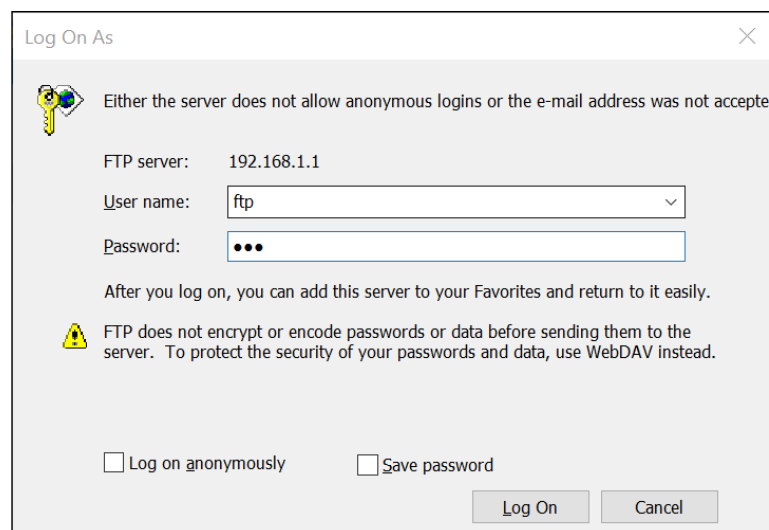 Log On As
Either the server does not allow anonymous logins or the e-mail address was not accepte
FTP server: 192.168.1.1
User name: ftp
Password: •••
After you log on, you can add this server to your Favorites and return to it easily.
FTP does not encrypt or encode passwords or data before sending them to the
server. To protect the security of your passwords and data, use WebDAV instead.
Log on anonymously Save password
Log On Cancel